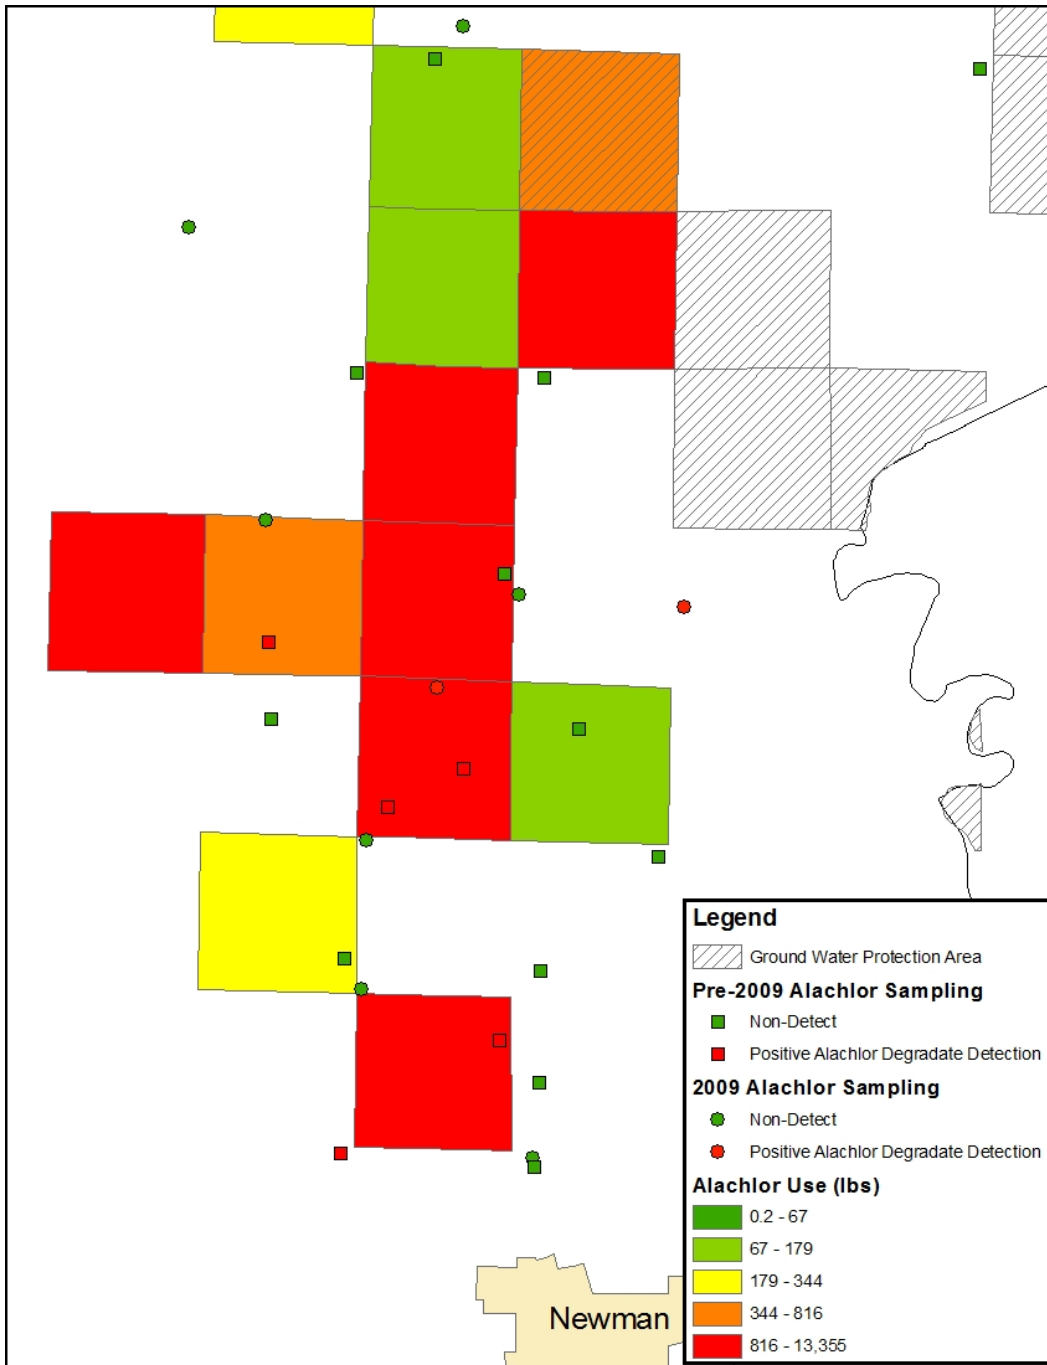 Legend
Ground Water Protection Area
Pre-2009 Alachlor Sampling
Non-Detect
Positive Alachlor Degradate Detection
2009 Alachlor Sampling
Non-Detect
Positive Alachlor Degradate Detection
Alachlor Use (lbs)
0.2 - 67
67 - 179
179 - 344
344 - 816
816 - 13,355
Newman